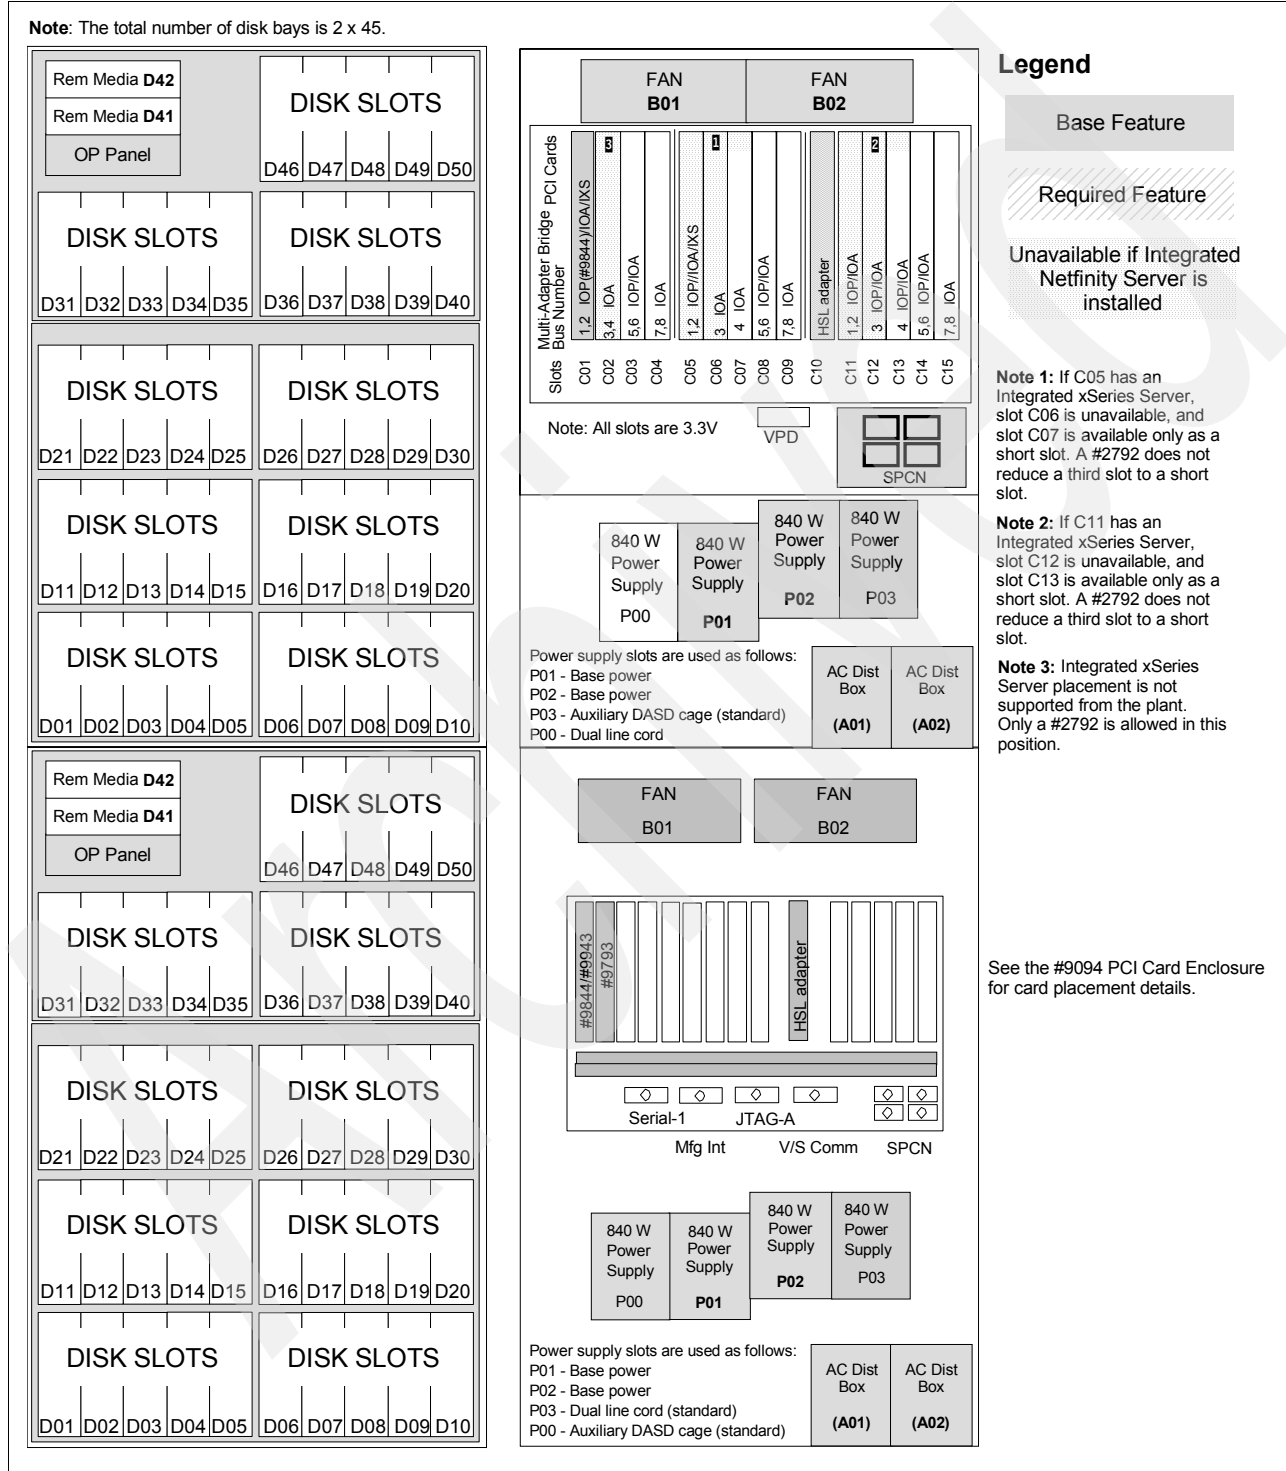 Note: The total number of disk bays is 2 x 45.
Rem Media D42
Rem Media D41
OP Panel
DISK SLOTS
D46 D47 D48 D49 D50
DISK SLOTS
D31 D32 D33 D34 D35
DISK SLOTS
D36 D37 D38 D39 D40
DISK SLOTS
D21 D22 D23 D24 D25
DISK SLOTS
D26 D27 D28 D29 D30
DISK SLOTS
D11 D12 D13 D14 D15
DISK SLOTS
D16 D17 D18 D19 D20
DISK SLOTS
D01 D02 D03 D04 D05
DISK SLOTS
D06 D07 D08 D09 D10
FAN
B01
FAN
B02
Multi-Adapter Bridge PCI Cards
Bus Number
Slots
1,2 IOP(#9844)/IOA/IXS
C01
3
3,4 IOA
C02
5,6 IOP/IOA
C03
7,8 IOA
C04
1,2 IOP//IOA/IXS
C05
1
3 IOA
C06
4 IOA
C07
5,6 IOP/IOA
C08
7,8 IOA
C09
HSL adapter
C10
1,2 IOP/IOA
C11
2
3 IOP/IOA
C12
4 IOP/IOA
C13
5,6 IOP/IOA
C14
7,8 IOA
C15
Note: All slots are 3.3V
VPD
SPCN
840 W
Power
Supply
P00
840 W
Power
Supply
P01
840 W
Power
Supply
P02
840 W
Power
Supply
P03
Power supply slots are used as follows:
P01 - Base power
P02 - Base power
P03 - Auxiliary DASD cage (standard)
P00 - Dual line cord
AC Dist
Box
(A01)
AC Dist
Box
(A02)
Legend
Base Feature
Required Feature
Unavailable if Integrated
Netfinity Server is
installed
Note 1: If C05 has an
Integrated xSeries Server,
slot C06 is unavailable, and
slot C07 is available only as a
short slot. A #2792 does not
reduce a third slot to a short
slot.
Note 2: If C11 has an
Integrated xSeries Server,
slot C12 is unavailable, and
slot C13 is available only as a
short slot. A #2792 does not
reduce a third slot to a short
slot.
Note 3: Integrated xSeries
Server placement is not
supported from the plant.
Only a #2792 is allowed in this
position.
Rem Media D42
Rem Media D41
OP Panel
DISK SLOTS
D46 D47 D48 D49 D50
DISK SLOTS
D31 D32 D33 D34 D35
DISK SLOTS
D36 D37 D38 D39 D40
DISK SLOTS
D21 D22 D23 D24 D25
DISK SLOTS
D26 D27 D28 D29 D30
DISK SLOTS
D11 D12 D13 D14 D15
DISK SLOTS
D16 D17 D18 D19 D20
DISK SLOTS
D01 D02 D03 D04 D05
DISK SLOTS
D06 D07 D08 D09 D10
FAN
B01
FAN
B02
#9844/#9943
#9793
HSL adapter
Serial-1
JTAG-A
Mfg Int
V/S Comm
SPCN
840 W
Power
Supply
P00
840 W
Power
Supply
P01
840 W
Power
Supply
P02
840 W
Power
Supply
P03
Power supply slots are used as follows:
P01 - Base power
P02 - Base power
P03 - Dual line cord (standard)
P00 - Auxiliary DASD cage (standard)
AC Dist
Box
(A01)
AC Dist
Box
(A02)
See the #9094 PCI Card Enclosure
for card placement details.
Archived